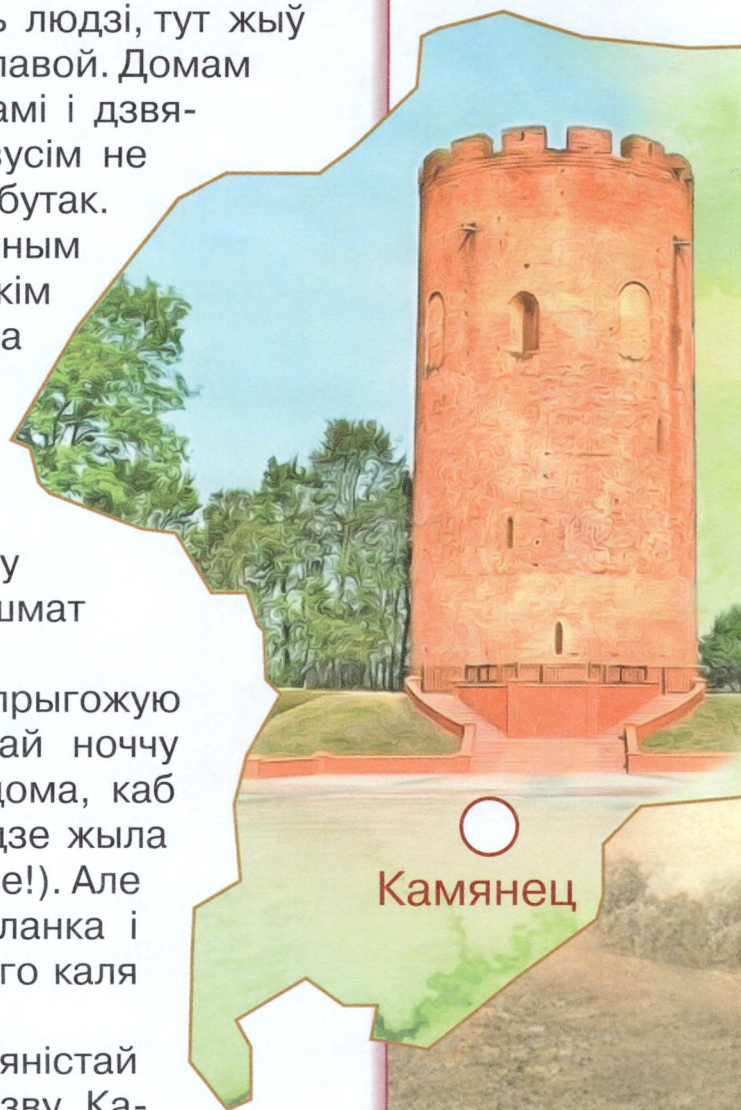 ь людзі, тут жыў
лавой. Домам
амі і дзвя-
зусім не
бутак.
ным
кім
а
у
шмат
прыгожую
ай ноччу
дома, каб
дзе жыла
е!). Але
ланка і
го каля
яністай
зву Ка-
Камянец